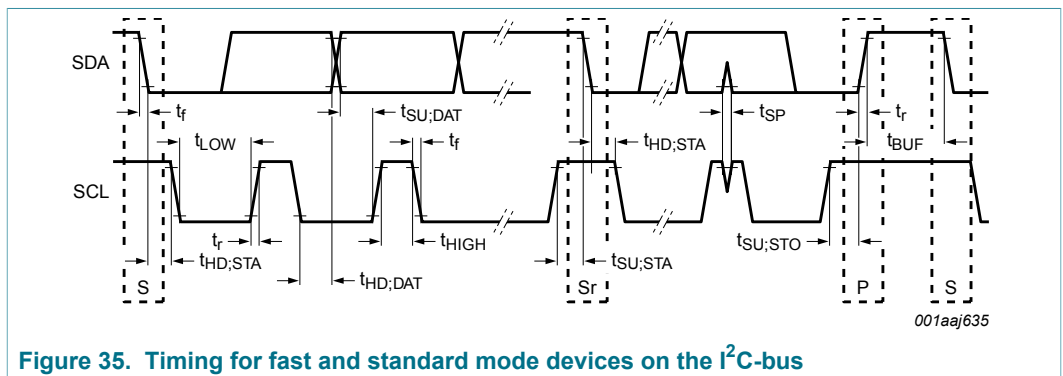 SDA
tf
tSU;DAT
tSP
tr
tLOW
tf
tHD;STA
tBUF
SCL
tr
tHIGH
tSU;STO
tHD;STA
tSU;STA
tHD;DAT
S
Sr
P
S
001aaj635
Figure 35. Timing for fast and standard mode devices on the I²C-bus